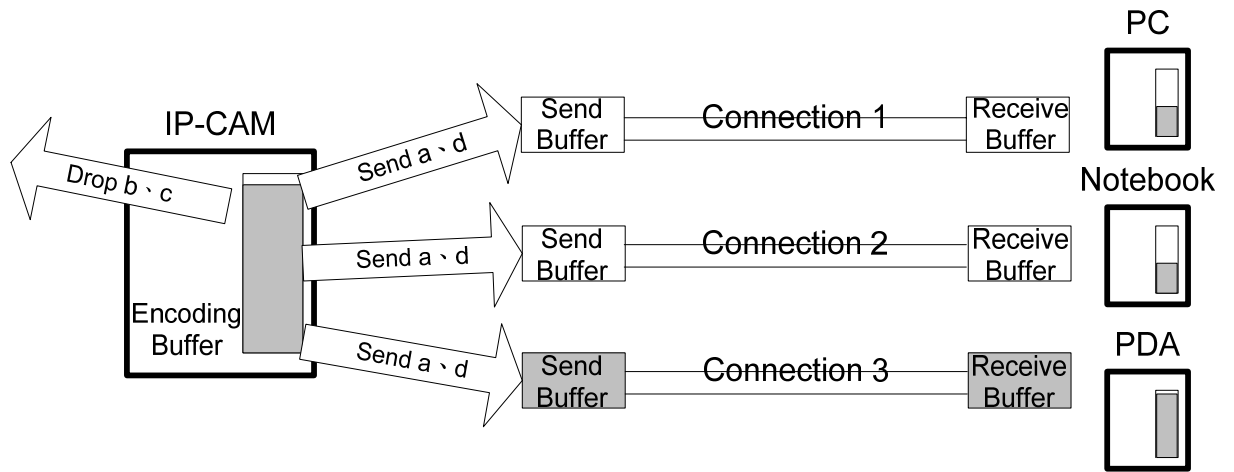 PC
IP-CAM
Send
Buffer
Connection 1
Receive
Buffer
Send a、d
Drop b、c
Notebook
Send
Buffer
Connection 2
Receive
Buffer
Send a、d
Encoding
Buffer
PDA
Send a、d
Send
Buffer
Connection 3
Receive
Buffer